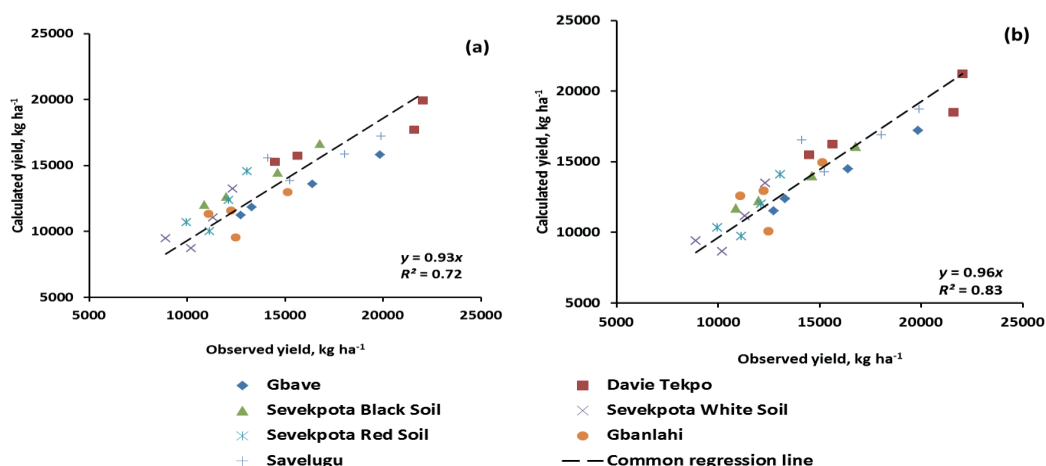 (a)
25000
20000
15000
10000
5000
5000 10000 15000 20000 25000
Calculated yield, kg ha⁻¹
Observed yield, kg ha⁻¹
y = 0.93x
R² = 0.72
(b)
25000
20000
15000
10000
5000
5000 10000 15000 20000 25000
Calculated yield, kg ha⁻¹
Observed yield, kg ha⁻¹
y = 0.96x
R² = 0.83
Gbave
Davie Tekpo
Sevekpota Black Soil
Sevekpota White Soil
Sevekpota Red Soil
Gbanlahi
Savelugu
Common regression line